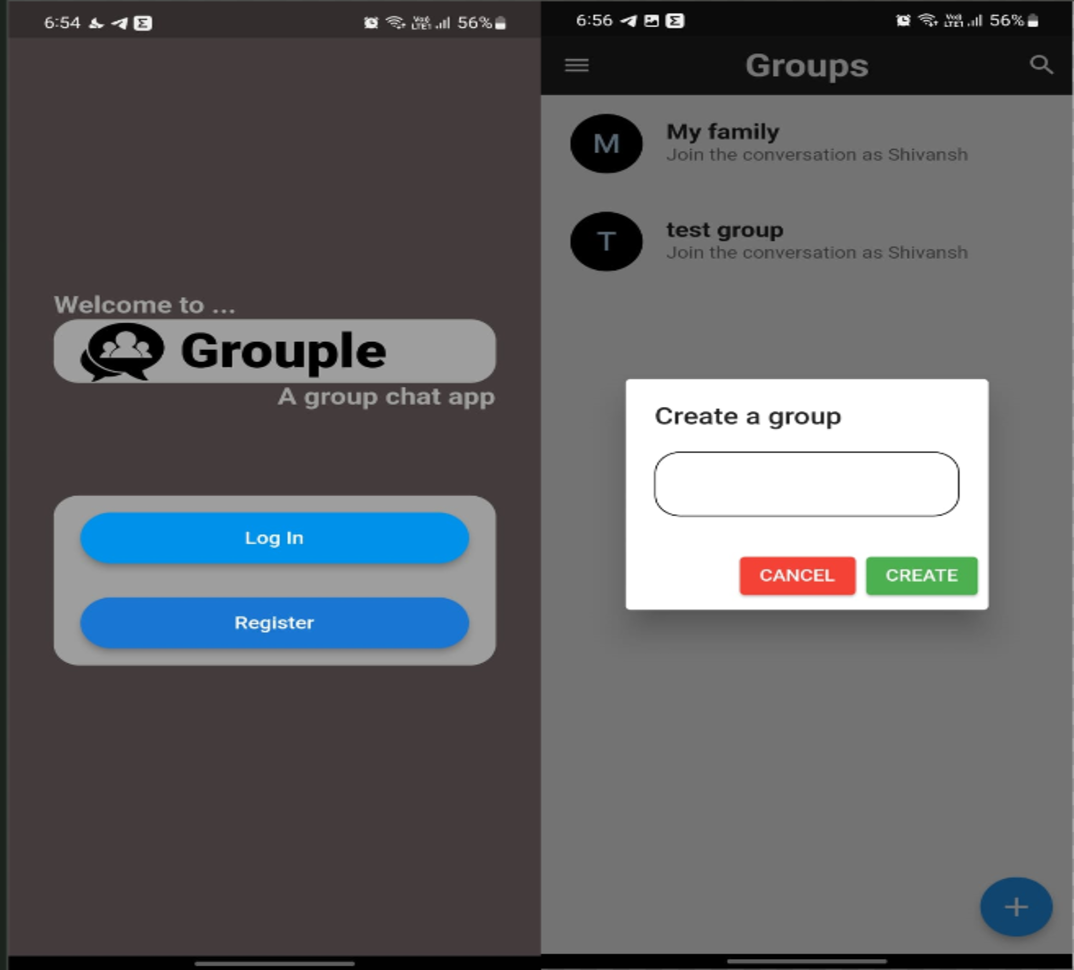 6:54
56%
Welcome to ...
Grouple
A group chat app
Log In
Register
6:56
56%
Groups
M
My family
Join the conversation as Shivansh
T
test group
Join the conversation as Shivansh
Create a group
CANCEL CREATE
+